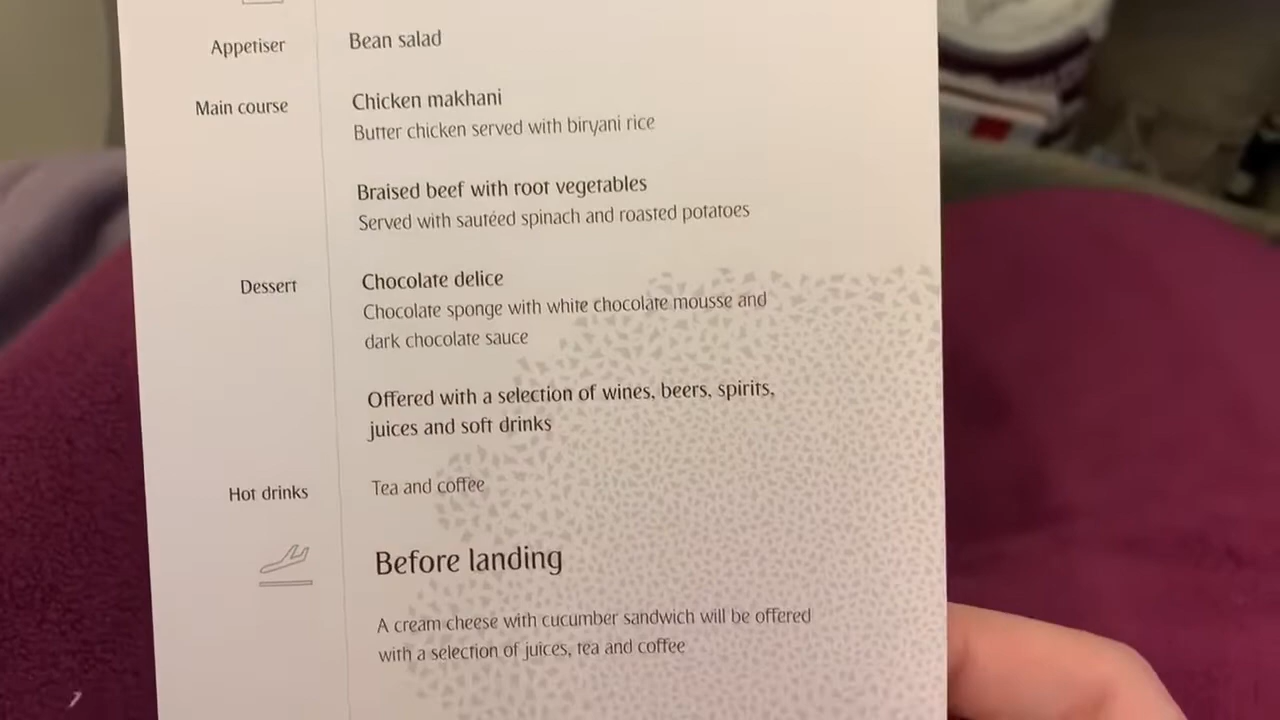 Appetiser Bean salad
Main course Chicken makhani
Butter chicken served with biryani rice
Braised beef with root vegetables
Served with sautéed spinach and roasted potatoes
Dessert Chocolate delice
Chocolate sponge with white chocolate mousse and
dark chocolate sauce
Offered with a selection of wines, beers, spirits,
juices and soft drinks
Hot drinks Tea and coffee
Before landing
A cream cheese with cucumber sandwich will be offered
with a selection of juices, tea and coffee